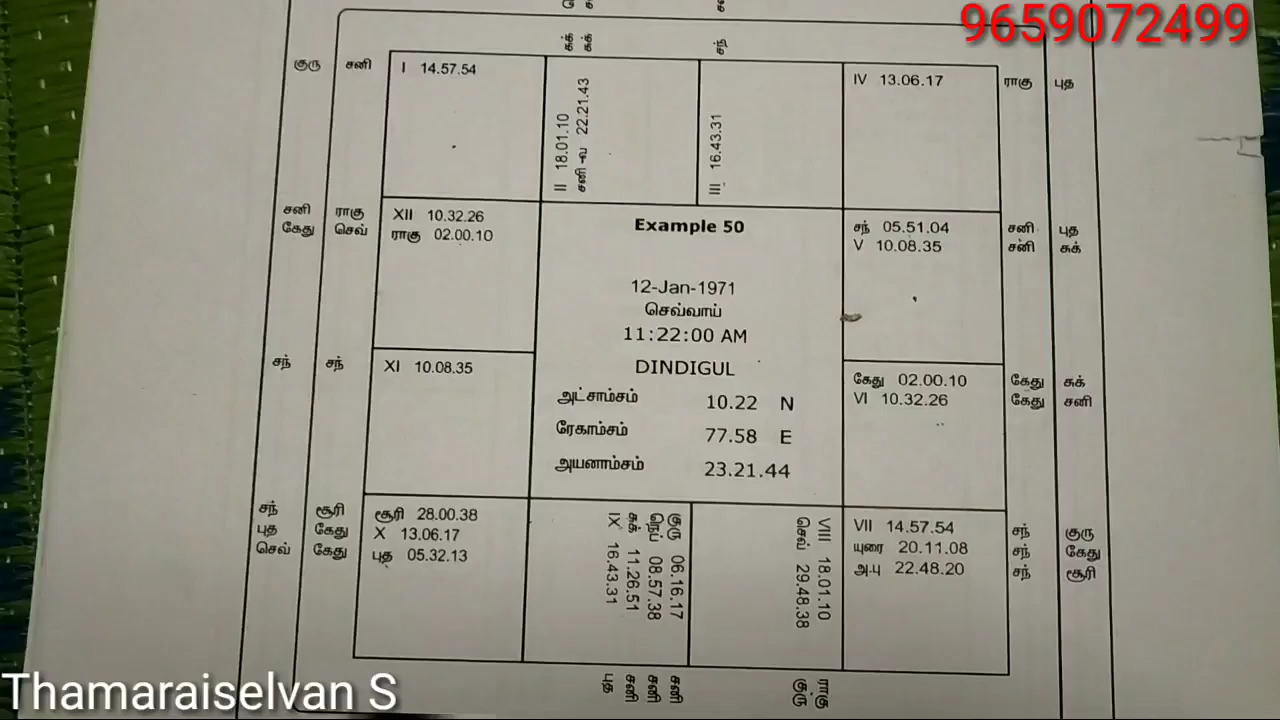 9659072499
கக்
கக்
சந்
குரு சனி
I 14.57.54
II 18.01.10
சனி-வ 22.21.43
III 16.43.31
IV 13.06.17
ராகு புத
சனி ராகு
கேது செவ்
XII 10.32.26
ராகு 02.00.10
Example 50
12-Jan-1971
செவ்வாய்
11:22:00 AM
DINDIGUL
அட்சாம்சம் 10.22 N
ரேகாம்சம் 77.58 E
அயனாம்சம் 23.21.44
சந் 05.51.04
V 10.08.35
சனி புத
சனி சுக்
சந் சந்
XI 10.08.35
கேது 02.00.10
VI 10.32.26
கேது சுக்
கேது சனி
சந் சூரி
புத கேது
செவ் கேது
சூரி 28.00.38
X 13.06.17
புத 05.32.13
குரு 06.16.17
நெப் 08.57.38
சுக் 11.26.51
IX 16.43.31
VIII 18.01.10
செவ் 29.48.38
VII 14.57.54
யுரை 20.11.08
அ.பு 22.48.20
சந் குரு
சந் கேது
சந் சூரி
சனி
சனி
சனி
புத
ராகு
குரு
Thamaraiselvan S